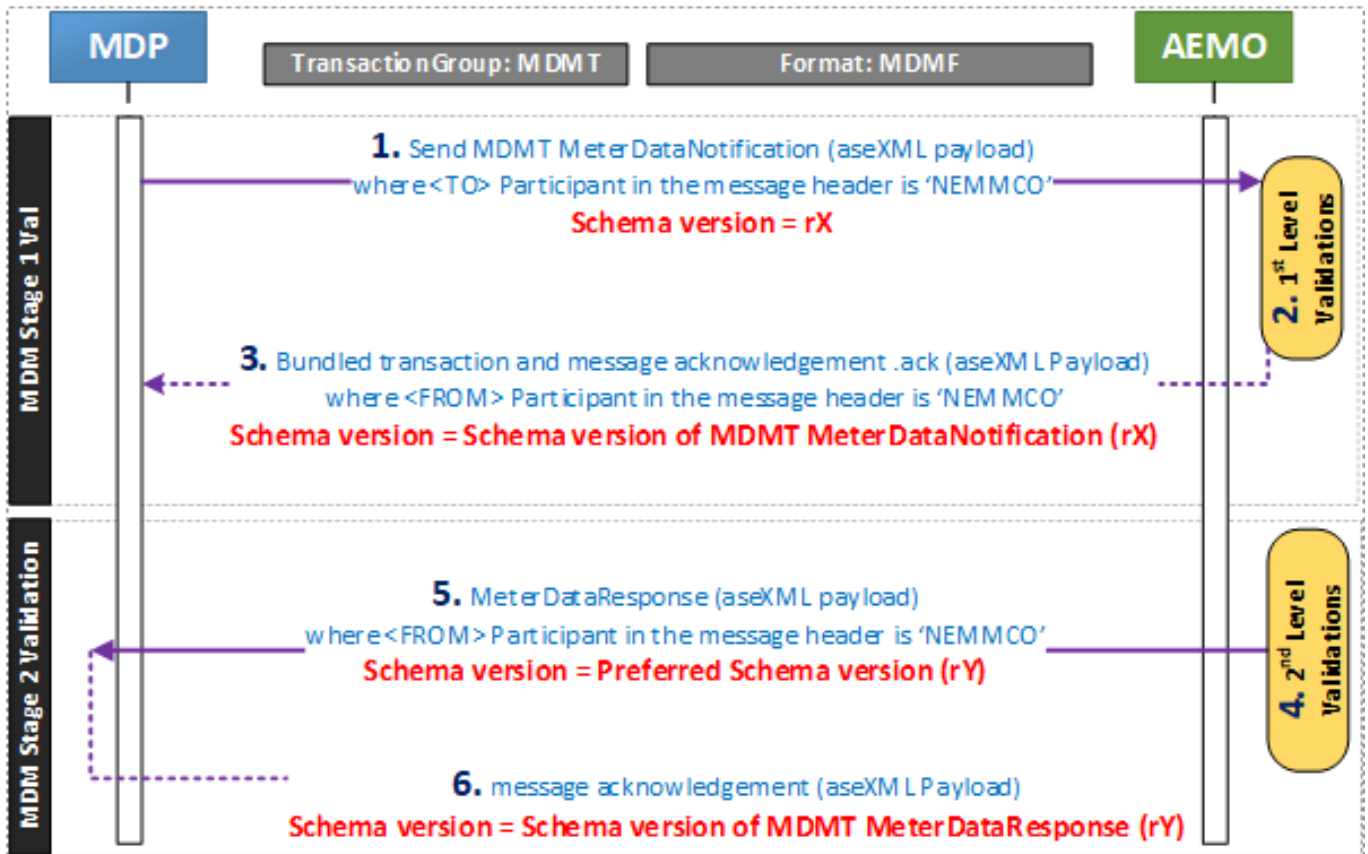 MDP
TransactionGroup: MDMT
Format: MDMF
AEMO
MDM Stage 1 Val
1. Send MDMT MeterDataNotification (aseXML payload)
where <TO> Participant in the message header is ‘NEMMCO’
Schema version = rX
2. 1st Level
Validations
3. Bundled transaction and message acknowledgement .ack (aseXML Payload)
where <FROM> Participant in the message header is ‘NEMMCO’
Schema version = Schema version of MDMT MeterDataNotification (rX)
MDM Stage 2 Validation
4. 2nd Level
Validations
5. MeterDataResponse (aseXML payload)
where <FROM> Participant in the message header is ‘NEMMCO’
Schema version = Preferred Schema version (rY)
6. message acknowledgement (aseXML Payload)
Schema version = Schema version of MDMT MeterDataResponse (rY)